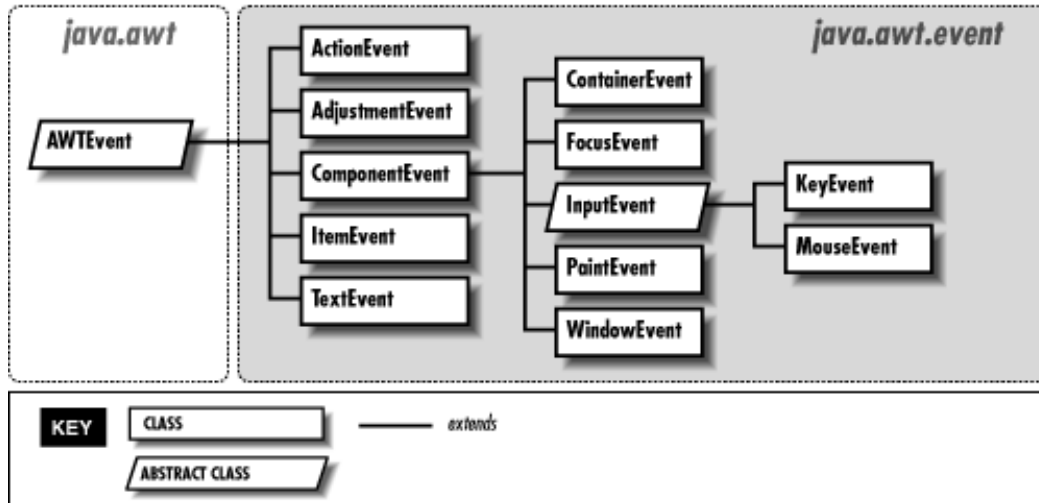 java.awt
java.awt.event
AWTEvent
ActionEvent
AdjustmentEvent
ComponentEvent
ItemEvent
TextEvent
ContainerEvent
FocusEvent
InputEvent
PaintEvent
WindowEvent
KeyEvent
MouseEvent
KEY
CLASS
extends
ABSTRACT CLASS